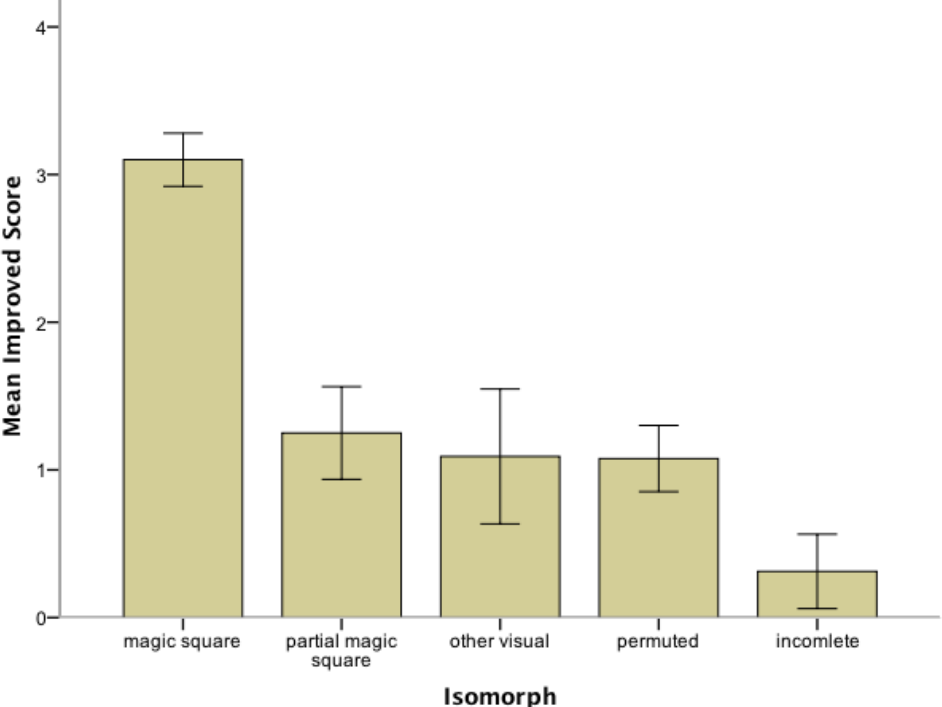 4
3
2
1
0
Mean Improved Score
magic square
partial magic
square
other visual
permuted
incomlete
Isomorph